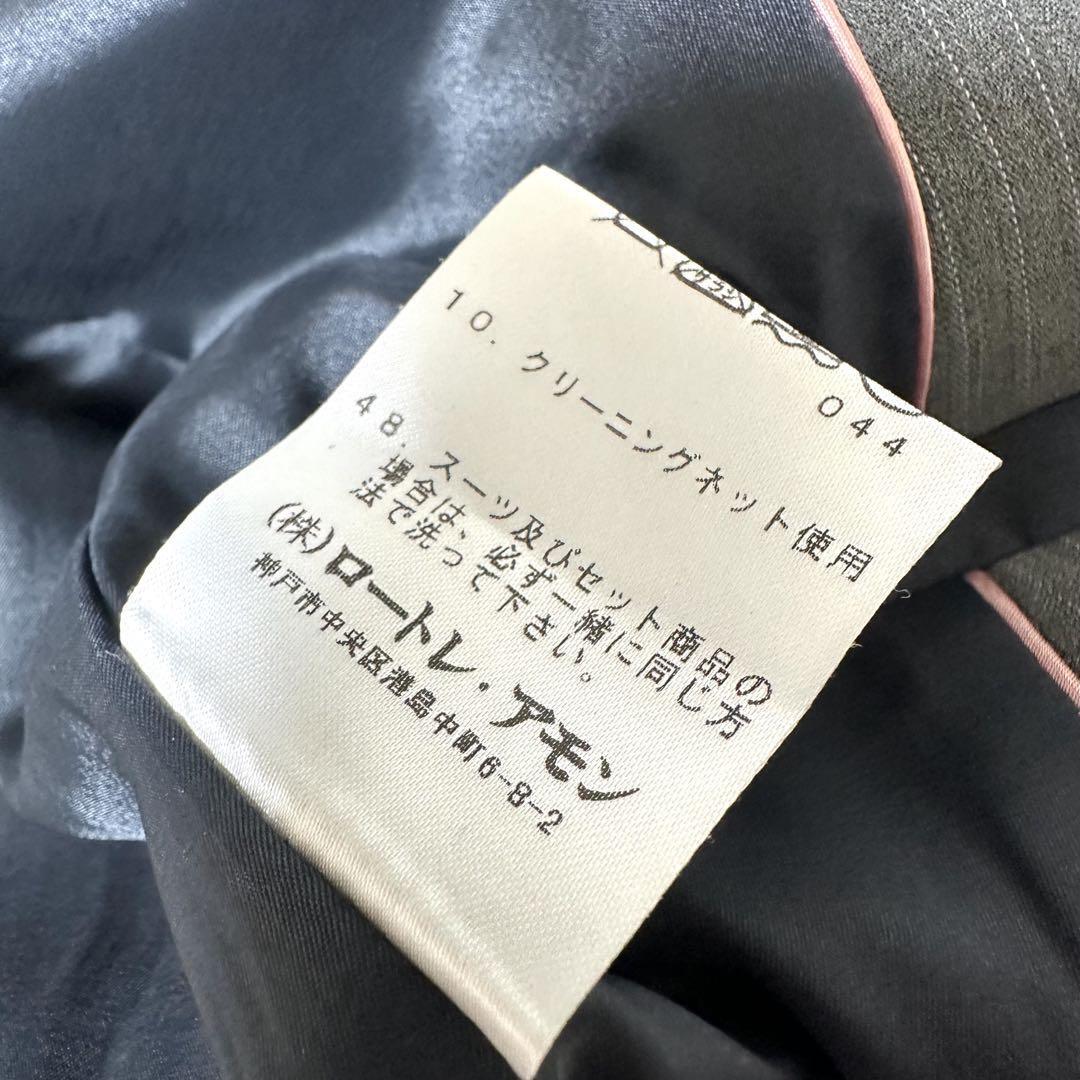 サラシ
044
10. クリーニングネット使用
48. スーツ及びセット商品の
場合は、必ず一緒に同じ方
法で洗って下さい。
(株)ロートレ・アモン
神戸市中央区港島中町6-8-2